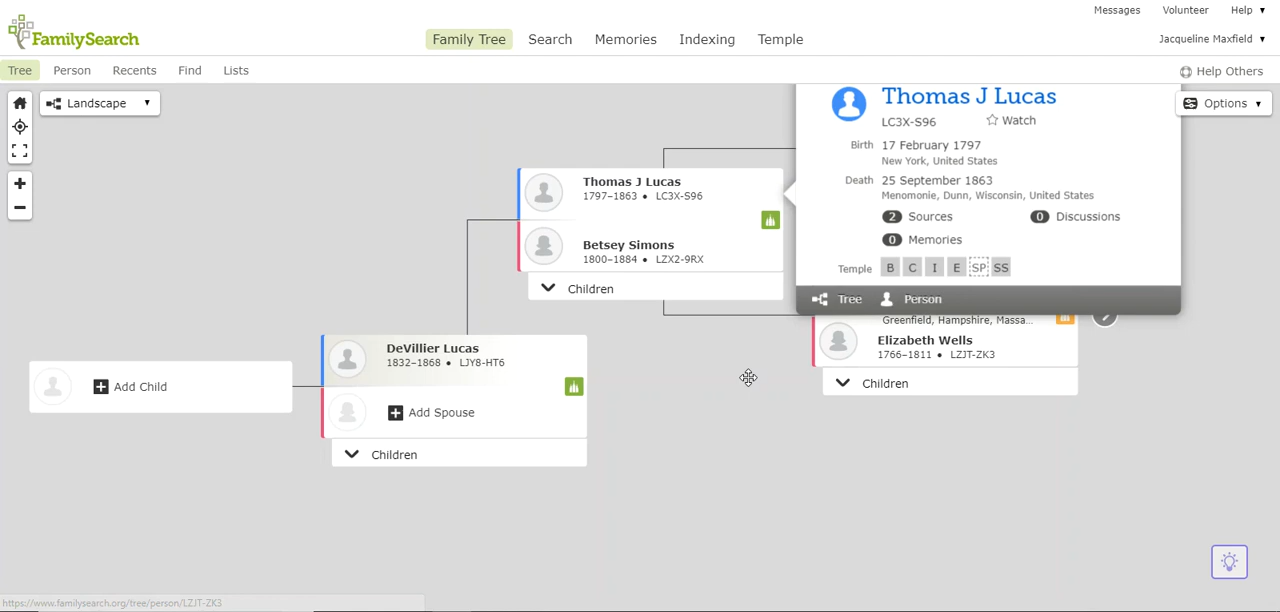 Messages Volunteer Help
FamilySearch
Family Tree Search Memories Indexing Temple
Jacqueline Maxfield
Tree Person Recents Find Lists
Help Others
Landscape
Options
Thomas J Lucas
LC3X-S96 Watch
Birth 17 February 1797
New York, United States
Death 25 September 1863
Menomonie, Dunn, Wisconsin, United States
2 Sources 0 Discussions
0 Memories
Temple B C I E SP SS
Tree Person
Thomas J Lucas
1797–1863 • LC3X-S96
Betsey Simons
1800–1884 • LZX2-9RX
Children
Greenfield, Hampshire, Massa...
Elizabeth Wells
1766–1811 • LZJT-ZK3
Children
DeVillier Lucas
1832–1868 • LJY8-HT6
Add Child
Add Spouse
Children
https://www.familysearch.org/tree/person/LZJT-ZK3